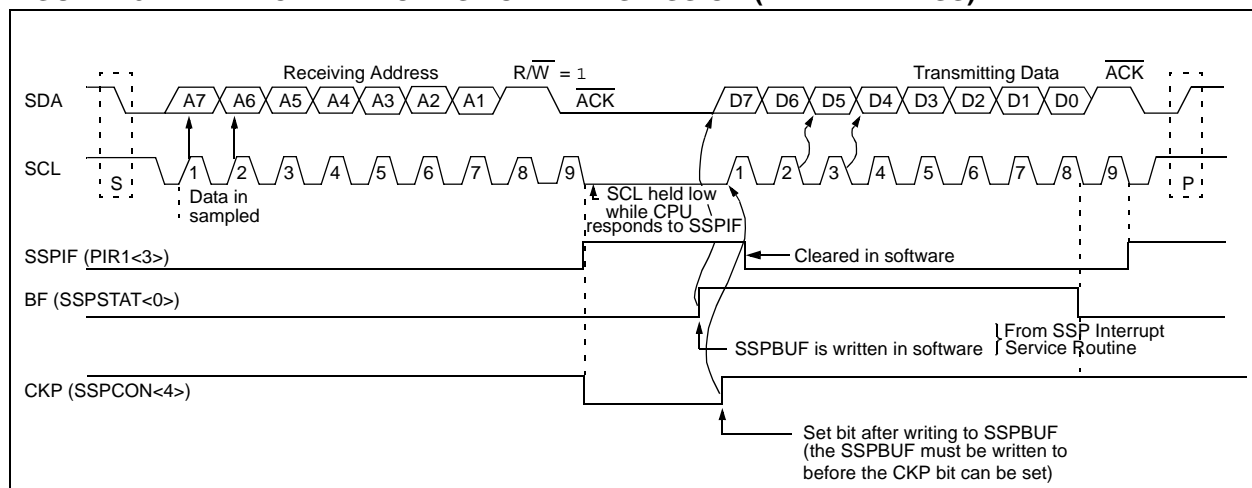 Receiving Address R/W = 1 Transmitting Data ACK
SDA A7 A6 A5 A4 A3 A2 A1 ACK D7 D6 D5 D4 D3 D2 D1 D0
SCL 1 2 3 4 5 6 7 8 9 1 2 3 4 5 6 7 8 9
S
P
Data in
sampled
SCL held low
while CPU
responds to SSPIF
SSPIF (PIR1<3>)
Cleared in software
BF (SSPSTAT<0>)
SSPBUF is written in software
From SSP Interrupt
Service Routine
CKP (SSPCON<4>)
Set bit after writing to SSPBUF
(the SSPBUF must be written to
before the CKP bit can be set)